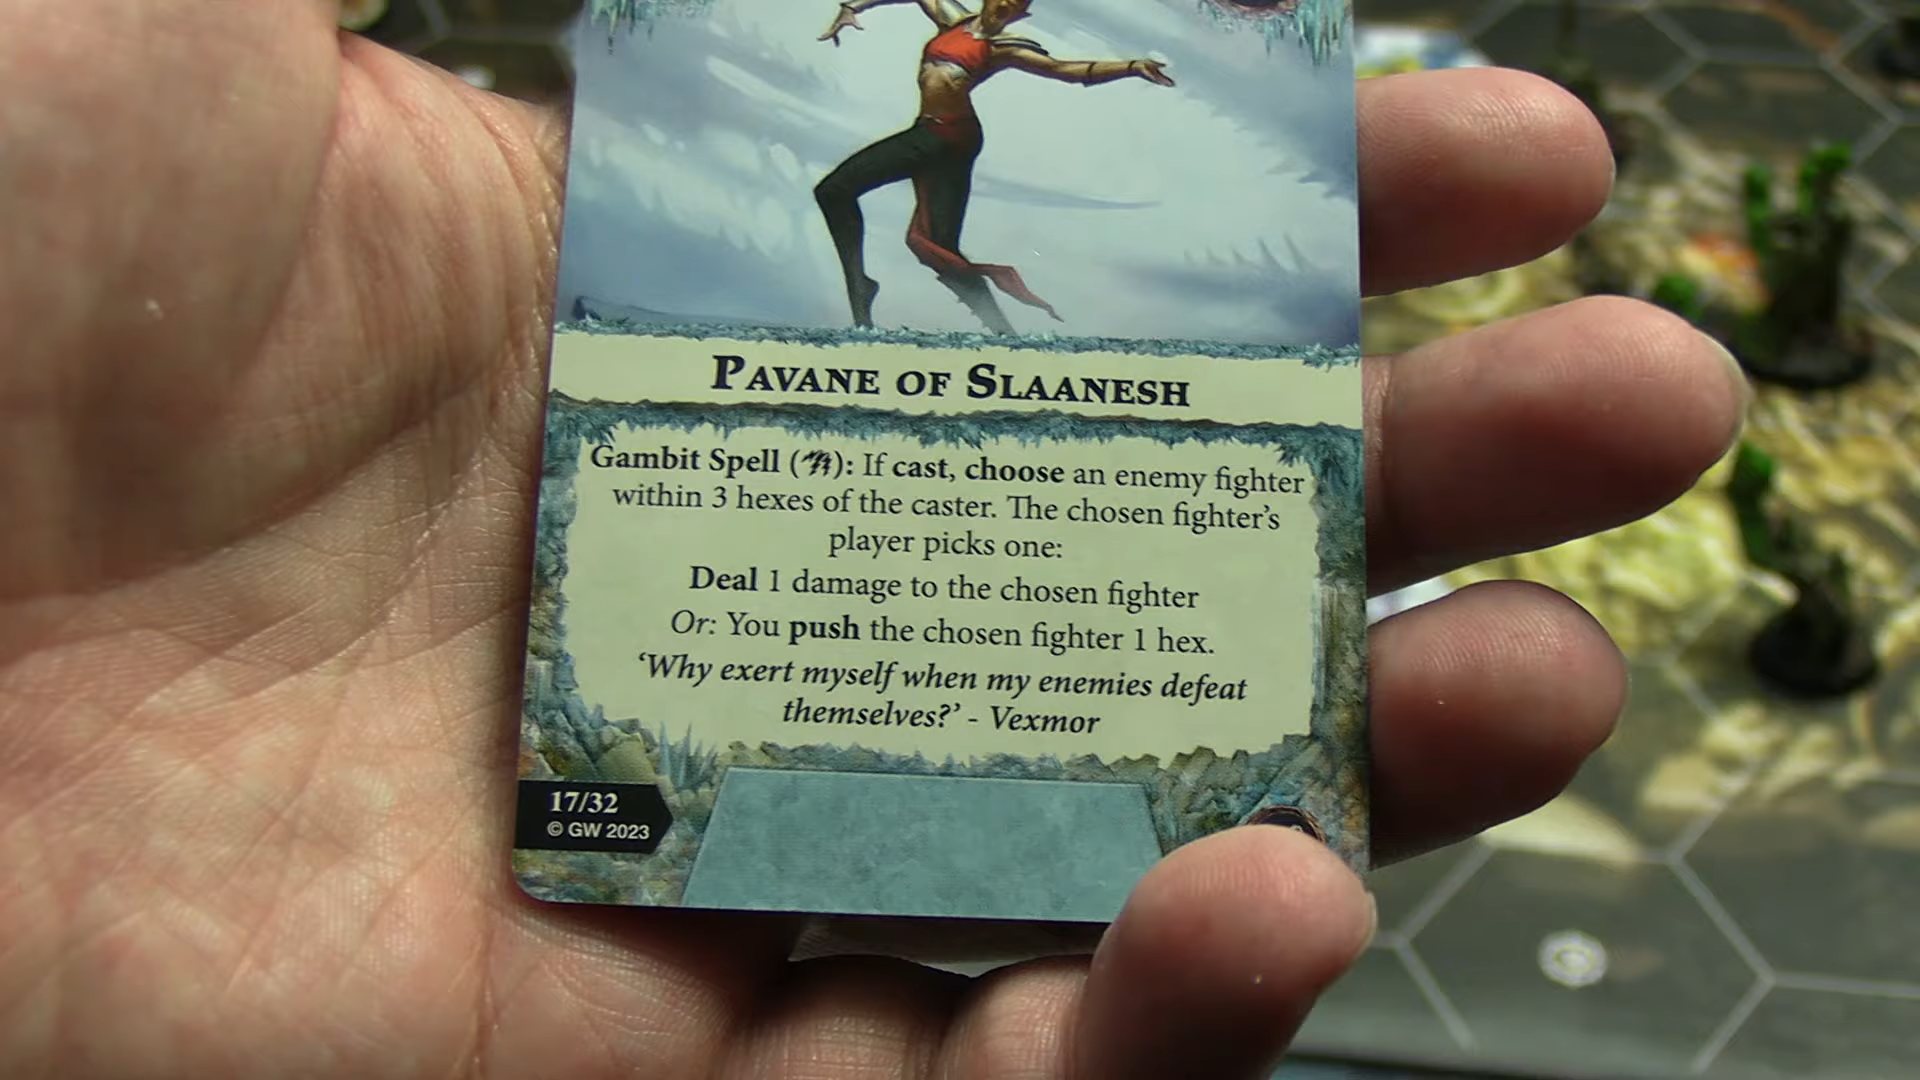 Pavane of Slaanesh
Gambit Spell (): If cast, choose an enemy fighter
within 3 hexes of the caster. The chosen fighter’s
player picks one:
Deal 1 damage to the chosen fighter
Or: You push the chosen fighter 1 hex.
‘Why exert myself when my enemies defeat
themselves?’ - Vexmor
17/32
© GW 2023